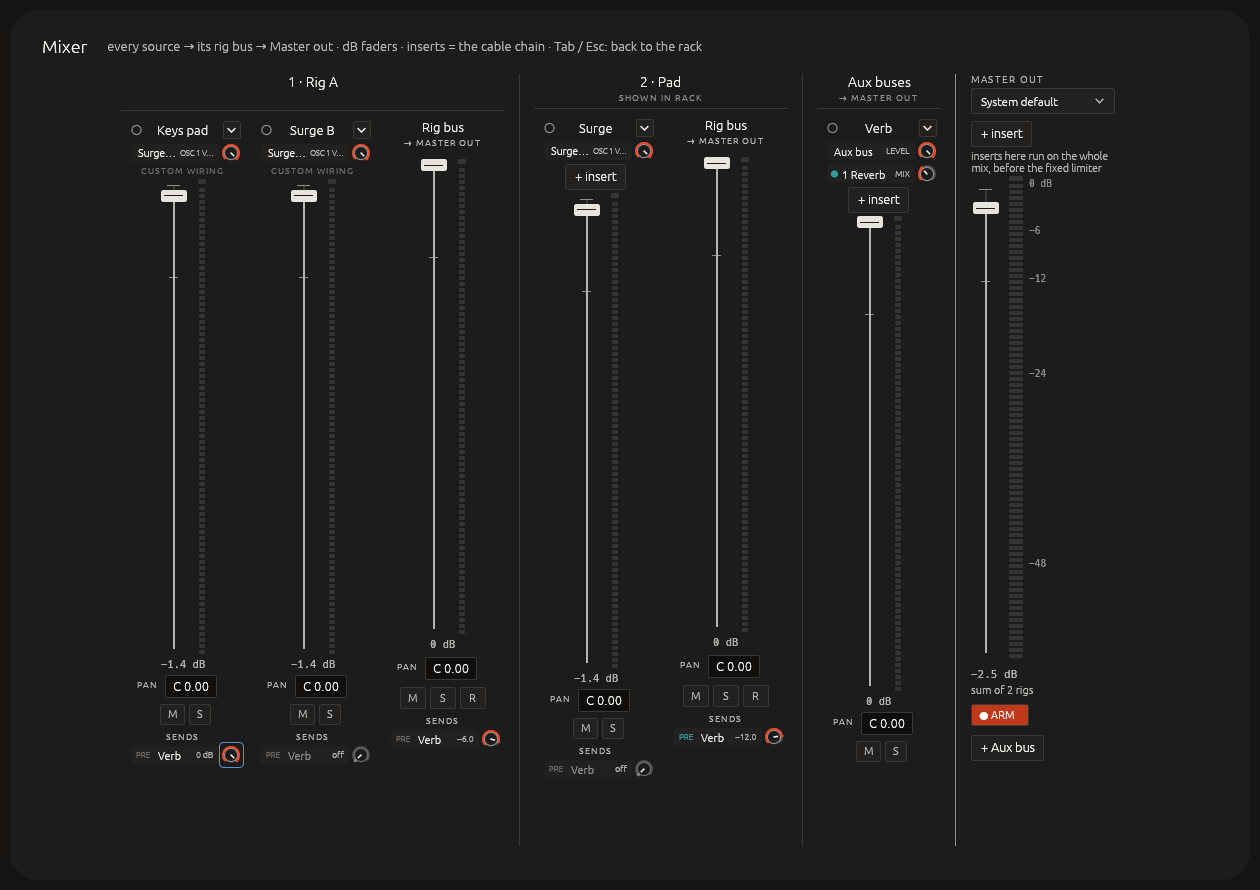 Mixer every source → its rig bus → Master out · dB faders · inserts = the cable chain · Tab / Esc: back to the rack
1 · Rig A
Keys pad
Surge... OSC 1 V...
CUSTOM WIRING
−1.4 dB
PAN C 0.00
M S
SENDS
PRE Verb 0 dB
Surge B
Surge... OSC 1 V...
CUSTOM WIRING
−1.4 dB
PAN C 0.00
M S
SENDS
PRE Verb off
Rig bus
→ MASTER OUT
0 dB
PAN C 0.00
M S R
SENDS
PRE Verb −6.0
2 · Pad
SHOWN IN RACK
Surge
Surge... OSC 1 V...
+ insert
−1.4 dB
PAN C 0.00
M S
SENDS
PRE Verb off
Rig bus
→ MASTER OUT
0 dB
PAN C 0.00
M S R
SENDS
PRE Verb −12.0
Aux buses
→ MASTER OUT
Verb
Aux bus LEVEL
1 Reverb MIX
+ insert
0 dB
PAN C 0.00
M S
MASTER OUT
System default
+ insert
inserts here run on the whole
mix, before the fixed limiter
0 dB
−6
−12
−24
−48
−2.5 dB
sum of 2 rigs
ARM
+ Aux bus